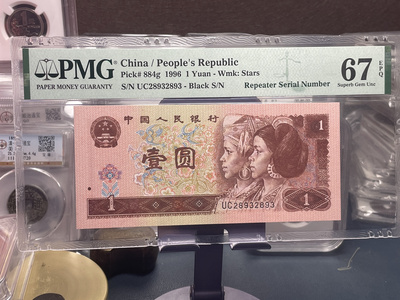 PMG
PAPER MONEY GUARANTY
China / People's Republic
Pick# 884g 1996 1 Yuan - Wmk: Stars
S/N UC28932893 - Black S/N
Repeater Serial Number
67 EPQ
Superb Gem Unc
中国人民银行
1
壹圆
1
1
UC28932893